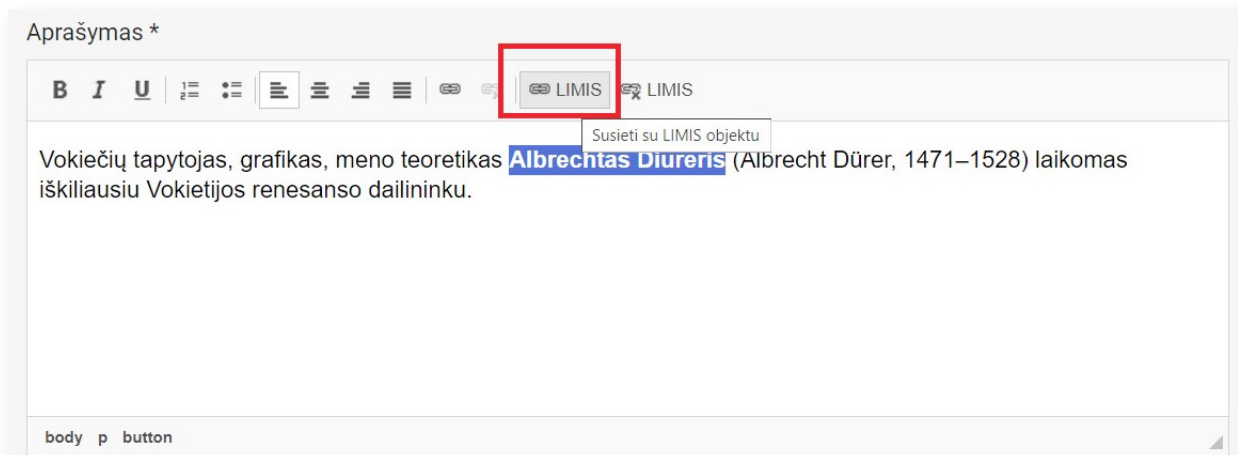 Aprašymas *
B I U LIMIS LIMIS
Susieti su LIMIS objektu
Vokiečių tapytojas, grafikas, meno teoretikas Albrechtas Diureris (Albrecht Dürer, 1471–1528) laikomas
iškiliausiu Vokietijos renesanso dailininku.
body p button